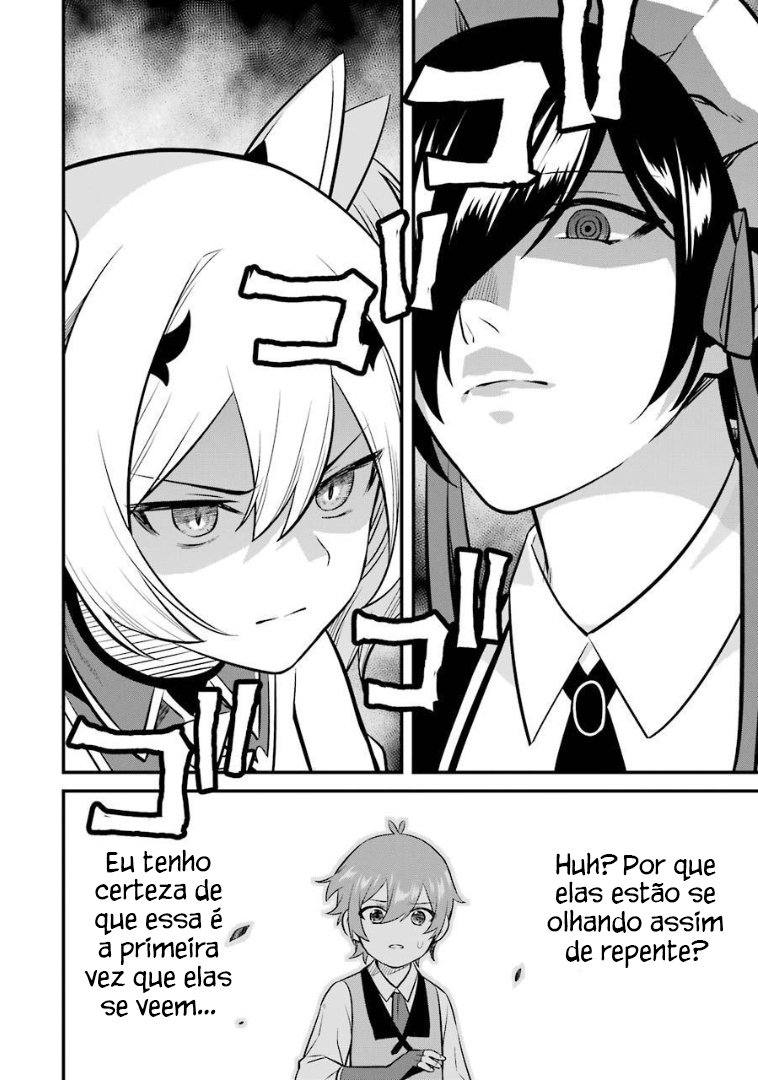 ゴ!!
ゴ!!
ゴ!!
ゴ!!
Huh? Por que
elas estão se
olhando assim
de repente?
Eu tenho
certeza de
que essa é
a primeira
vez que elas
se veem...